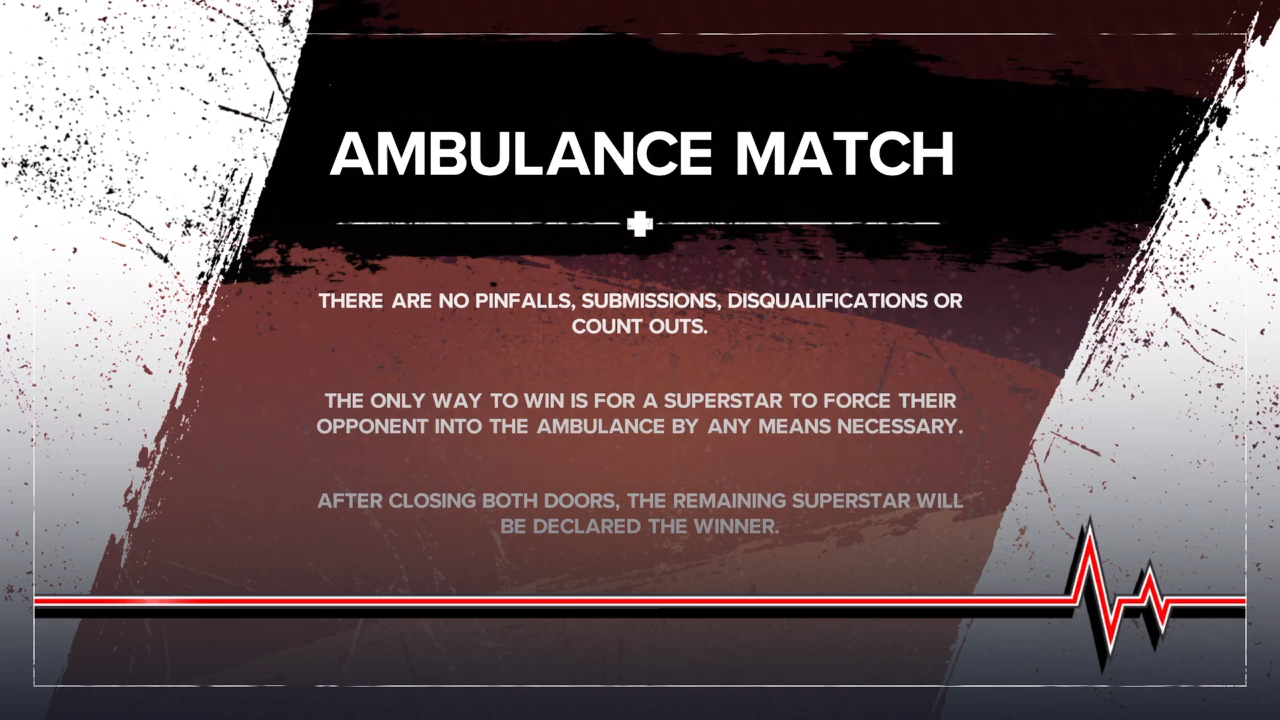 AMBULANCE MATCH
THERE ARE NO PINFALLS, SUBMISSIONS, DISQUALIFICATIONS OR
COUNT OUTS.
THE ONLY WAY TO WIN IS FOR A SUPERSTAR TO FORCE THEIR
OPPONENT INTO THE AMBULANCE BY ANY MEANS NECESSARY.
AFTER CLOSING BOTH DOORS, THE REMAINING SUPERSTAR WILL
BE DECLARED THE WINNER.